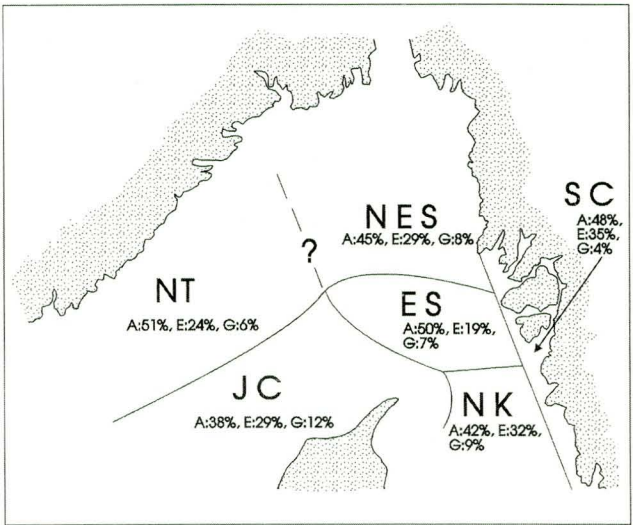 SC
A:48%,
E:35%,
G:4%
NES
A:45%, E:29%, G:8%
?
NT
A:51%, E:24%, G:6%
ES
A:50%, E:19%,
G:7%
JC
A:38%, E:29%, G:12%
NK
A:42%, E:32%,
G:9%